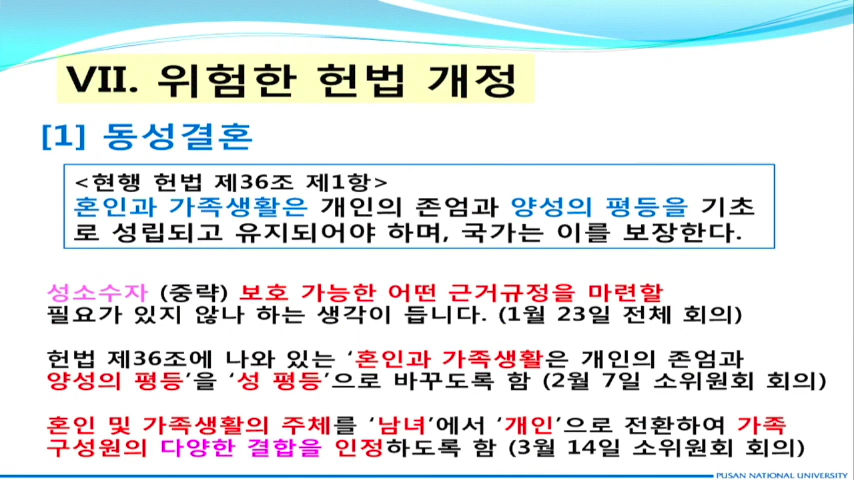 VII. 위험한 헌법 개정
[1] 동성결혼
<현행 헌법 제36조 제1항>
혼인과 가족생활은 개인의 존엄과 양성의 평등을 기초
로 성립되고 유지되어야 하며, 국가는 이를 보장한다.
성소수자 (중략) 보호 가능한 어떤 근거규정을 마련할
필요가 있지 않나 하는 생각이 듭니다. (1월 23일 전체 회의)
헌법 제36조에 나와 있는 ‘혼인과 가족생활은 개인의 존엄과
양성의 평등’을 ‘성 평등’으로 바꾸도록 함 (2월 7일 소위원회 회의)
혼인 및 가족생활의 주체를 ‘남녀’에서 ‘개인’으로 전환하여 가족
구성원의 다양한 결합을 인정하도록 함 (3월 14일 소위원회 회의)
PUSAN NATIONAL UNIVERSITY